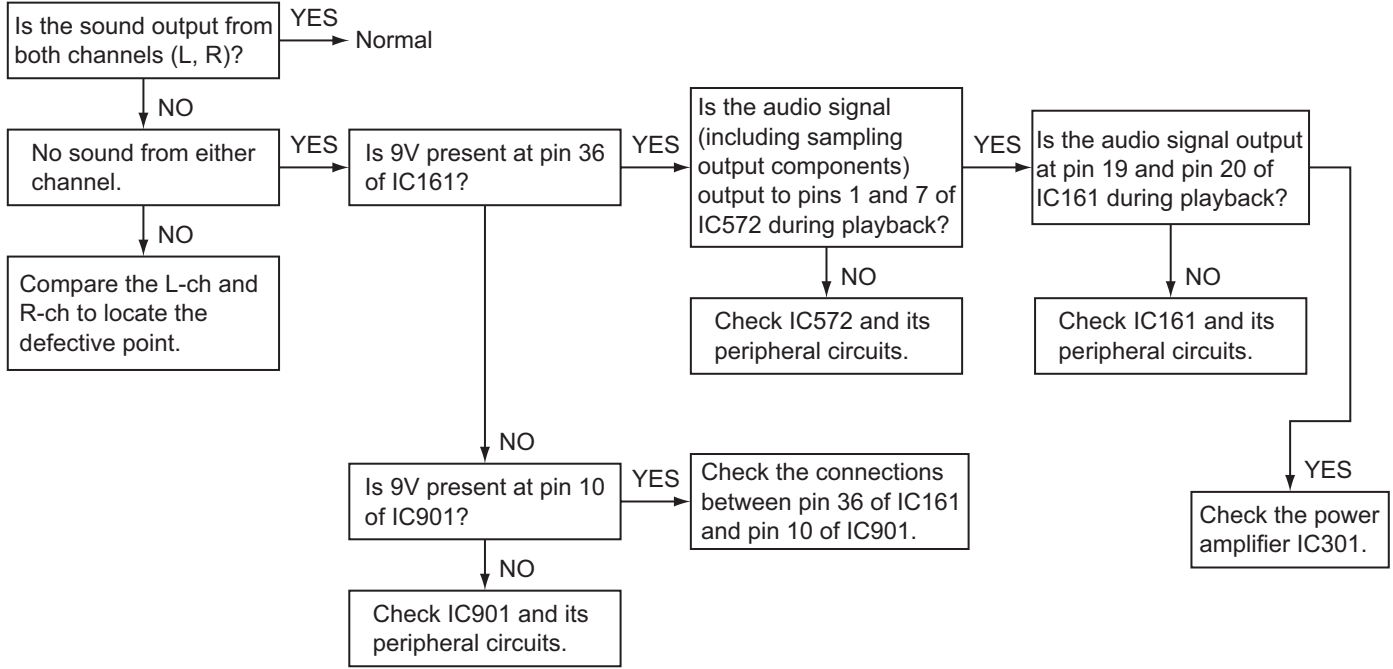 Is the sound output from
both channels (L, R)?
YES
Normal
NO
No sound from either
channel.
YES
Is 9V present at pin 36
of IC161?
YES
Is the audio signal
(including sampling
output components)
output to pins 1 and 7 of
IC572 during playback?
YES
Is the audio signal output
at pin 19 and pin 20 of
IC161 during playback?
NO
Compare the L-ch and
R-ch to locate the
defective point.
NO
Check IC572 and its
peripheral circuits.
NO
Check IC161 and its
peripheral circuits.
NO
Is 9V present at pin 10
of IC901?
YES
Check the connections
between pin 36 of IC161
and pin 10 of IC901.
YES
Check the power
amplifier IC301.
NO
Check IC901 and its
peripheral circuits.